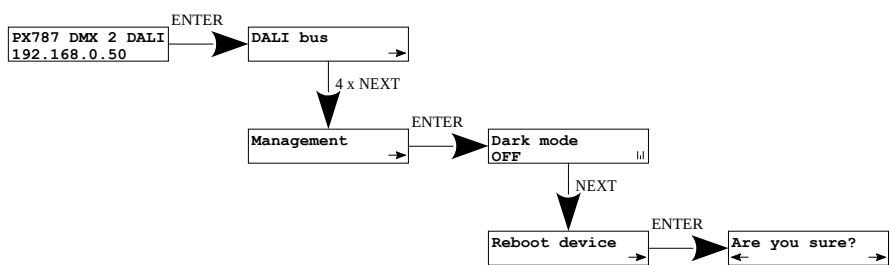 ENTER
PX787 DMX 2 DALI
192.168.0.50
DALI bus
4 x NEXT
Management
ENTER
Dark mode
OFF
NEXT
Reboot device
ENTER
Are you sure?